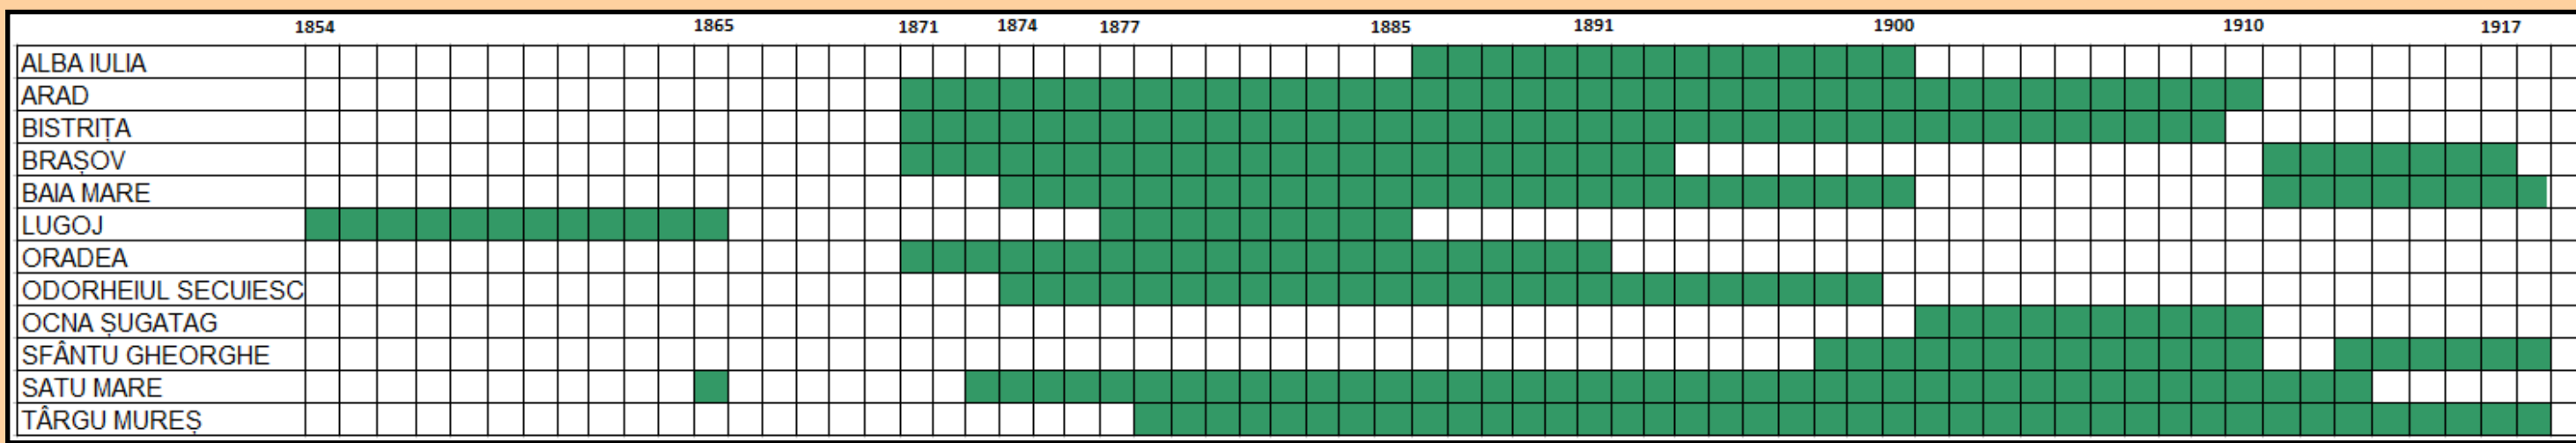 1854 1865 1871 1874 1877 1885 1891 1900 1910 1917
ALBA IULIA
ARAD
BISTRIȚA
BRAȘOV
BAIA MARE
LUGOJ
ORADEA
ODORHEIUL SECUIESC
OCNA ȘUGATAG
SFÂNTU GHEORGHE
SATU MARE
TÂRGU MUREȘ